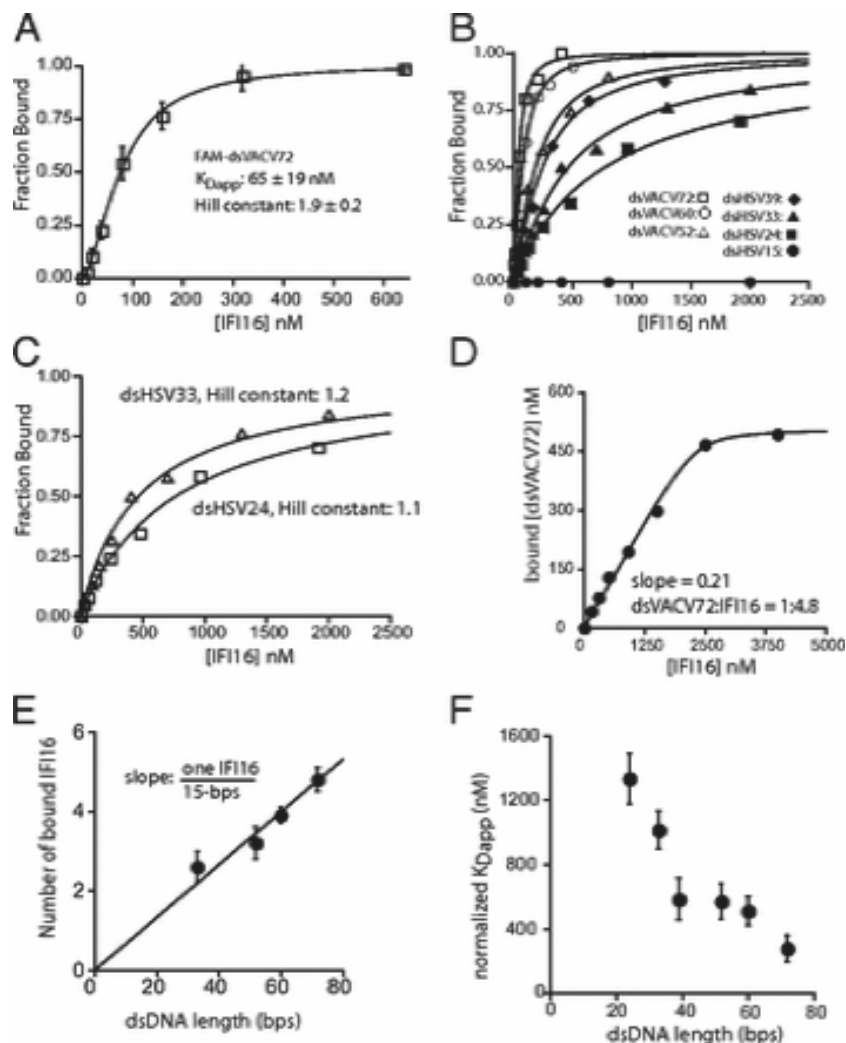 A
Fraction Bound
1.00
0.75
0.50
0.25
0.00
FAM-dsVACV72
KDapp: 65 ± 19 nM
Hill constant: 1.9 ± 0.2
0 200 400 600
[IFI16] nM
B
Fraction Bound
1.00
0.75
0.50
0.25
0.00
dsVACV72: dsHSV39:
dsVACV60: dsHSV33:
dsVACV52: dsHSV24:
dsHSV15:
0 500 1000 1500 2000 2500
[IFI16] nM
C
Fraction Bound
1.00
0.75
0.50
0.25
0.00
dsHSV33, Hill constant: 1.2
dsHSV24, Hill constant: 1.1
0 500 1000 1500 2000 2500
[IFI16] nM
D
bound [dsVACV72] nM
600
450
300
150
0
slope = 0.21
dsVACV72:IFI16 = 1:4.8
0 1250 2500 3750 5000
[IFI16] nM
E
Number of bound IFI16
6
4
2
0
slope: one IFI16
15-bps
0 20 40 60 80
dsDNA length (bps)
F
normalized KDapp (nM)
1600
1200
800
400
0
0 20 40 60 80
dsDNA length (bps)